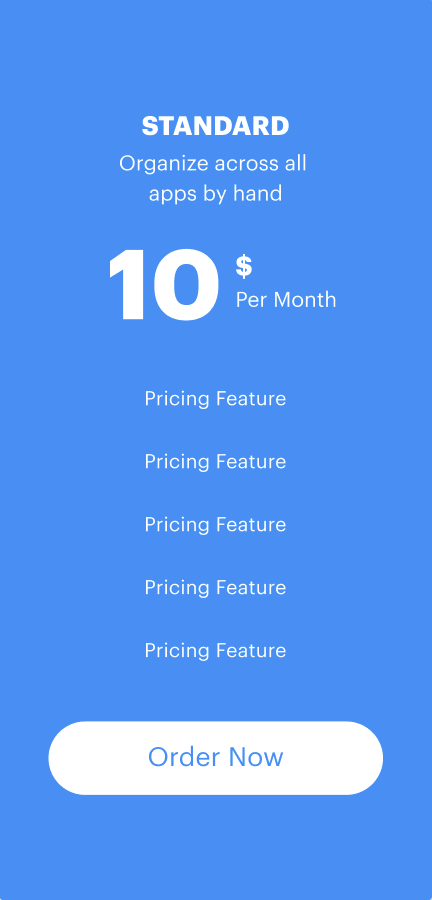 STANDARD
Organize across all
apps by hand
10 $
Per Month
Pricing Feature
Pricing Feature
Pricing Feature
Pricing Feature
Pricing Feature
Order Now